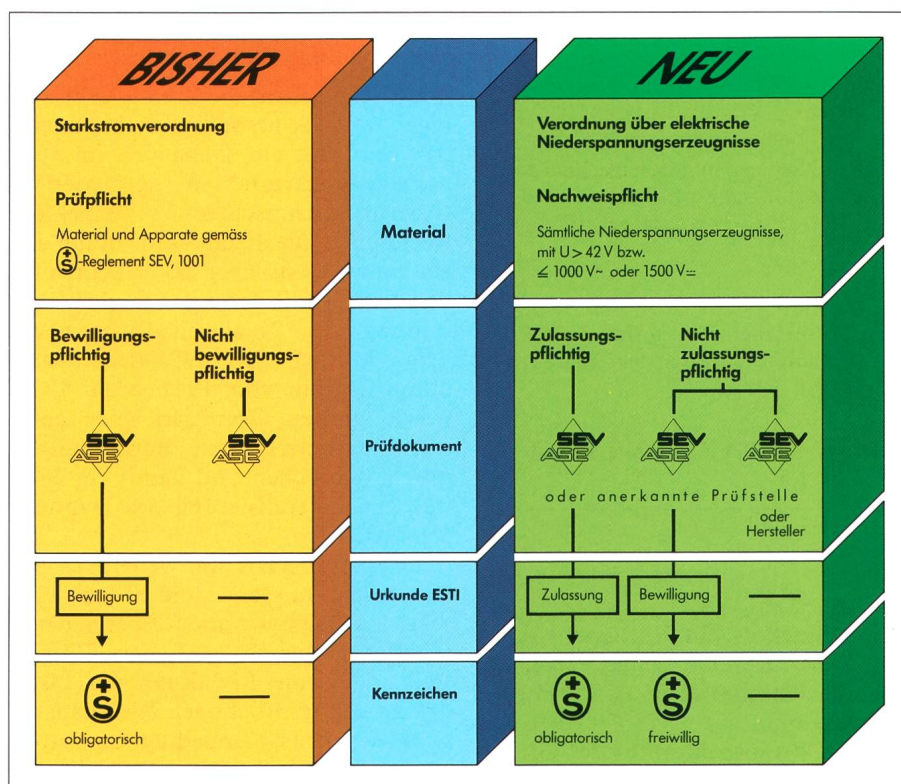 BISHER
NEU
Starkstromverordnung
Prüfpflicht
Material und Apparate gemäss
+S-Reglement SEV, 1001
Material
Verordnung über elektrische
Niederspannungserzeugnisse
Nachweispflicht
Sämtliche Niederspannungserzeugnisse,
mit U > 42 V bzw.
≦ 1000 V~ oder 1500 V⎓
Bewilligungs-
pflichtig
Nicht
bewilligungs-
pflichtig
SEV
ASE
SEV
ASE
Prüfdokument
Zulassungs-
pflichtig
Nicht
zulassungs-
pflichtig
SEV
ASE
SEV
ASE
SEV
ASE
oder anerkannte Prüfstelle
oder
Hersteller
Bewilligung
Urkunde ESTI
Zulassung
Bewilligung
+S
obligatorisch
Kennzeichen
+S
obligatorisch
+S
freiwillig